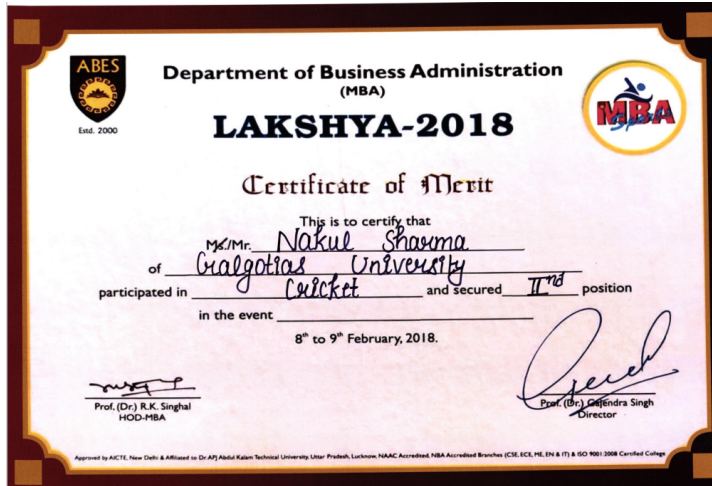 ABES
Estd. 2000
Department of Business Administration
(MBA)
MBA
Sports
LAKSHYA-2018
Certificate of Merit
This is to certify that
Ms./Mr. Nakul Sharma
of Galgotias University
participated in Cricket and secured IInd position
in the event
8th to 9th February, 2018.
Prof. (Dr.) R.K. Singhal
HOD-MBA
Prof. (Dr.) Gajendra Singh
Director
Approved by AICTE, New Delhi & Affiliated to Dr. APJ Abdul Kalam Technical University, Uttar Pradesh, Lucknow, NAAC Accredited, NBA Accredited Branches (CSE, ECE, ME, EN & IT) & ISO 9001:2008 Certified College